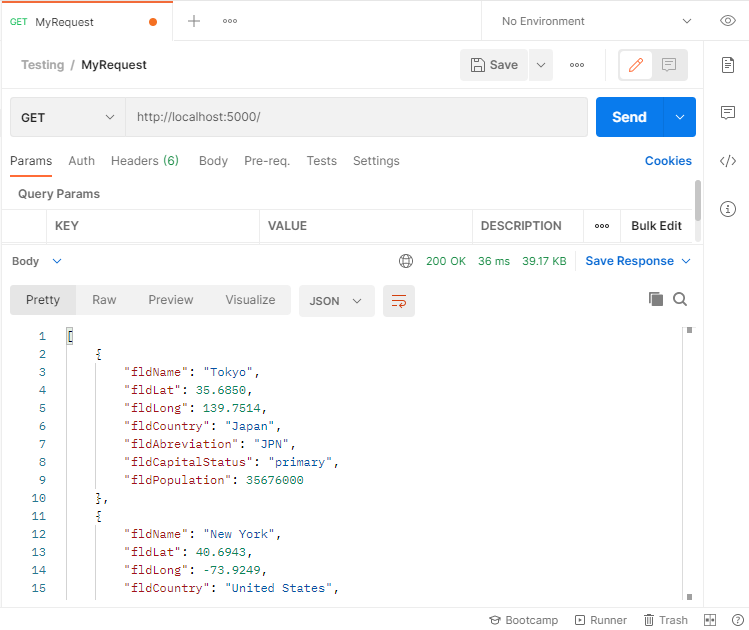 GET MyRequest
No Environment
Testing / MyRequest
Save
GET
http://localhost:5000/
Send
Params Auth Headers (6) Body Pre-req. Tests Settings Cookies
Query Params
KEY VALUE DESCRIPTION Bulk Edit
Body 200 OK 36 ms 39.17 KB Save Response
Pretty Raw Preview Visualize JSON
1 [
2 {
3 "fldName": "Tokyo",
4 "fldLat": 35.6850,
5 "fldLong": 139.7514,
6 "fldCountry": "Japan",
7 "fldAbreviation": "JPN",
8 "fldCapitalStatus": "primary",
9 "fldPopulation": 35676000
10 },
11 {
12 "fldName": "New York",
13 "fldLat": 40.6943,
14 "fldLong": -73.9249,
15 "fldCountry": "United States",
Bootcamp Runner Trash